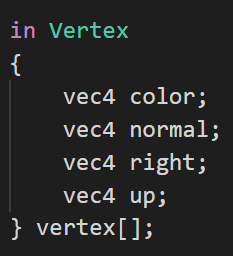 in Vertex
{
    vec4 color;
    vec4 normal;
    vec4 right;
    vec4 up;
} vertex[];